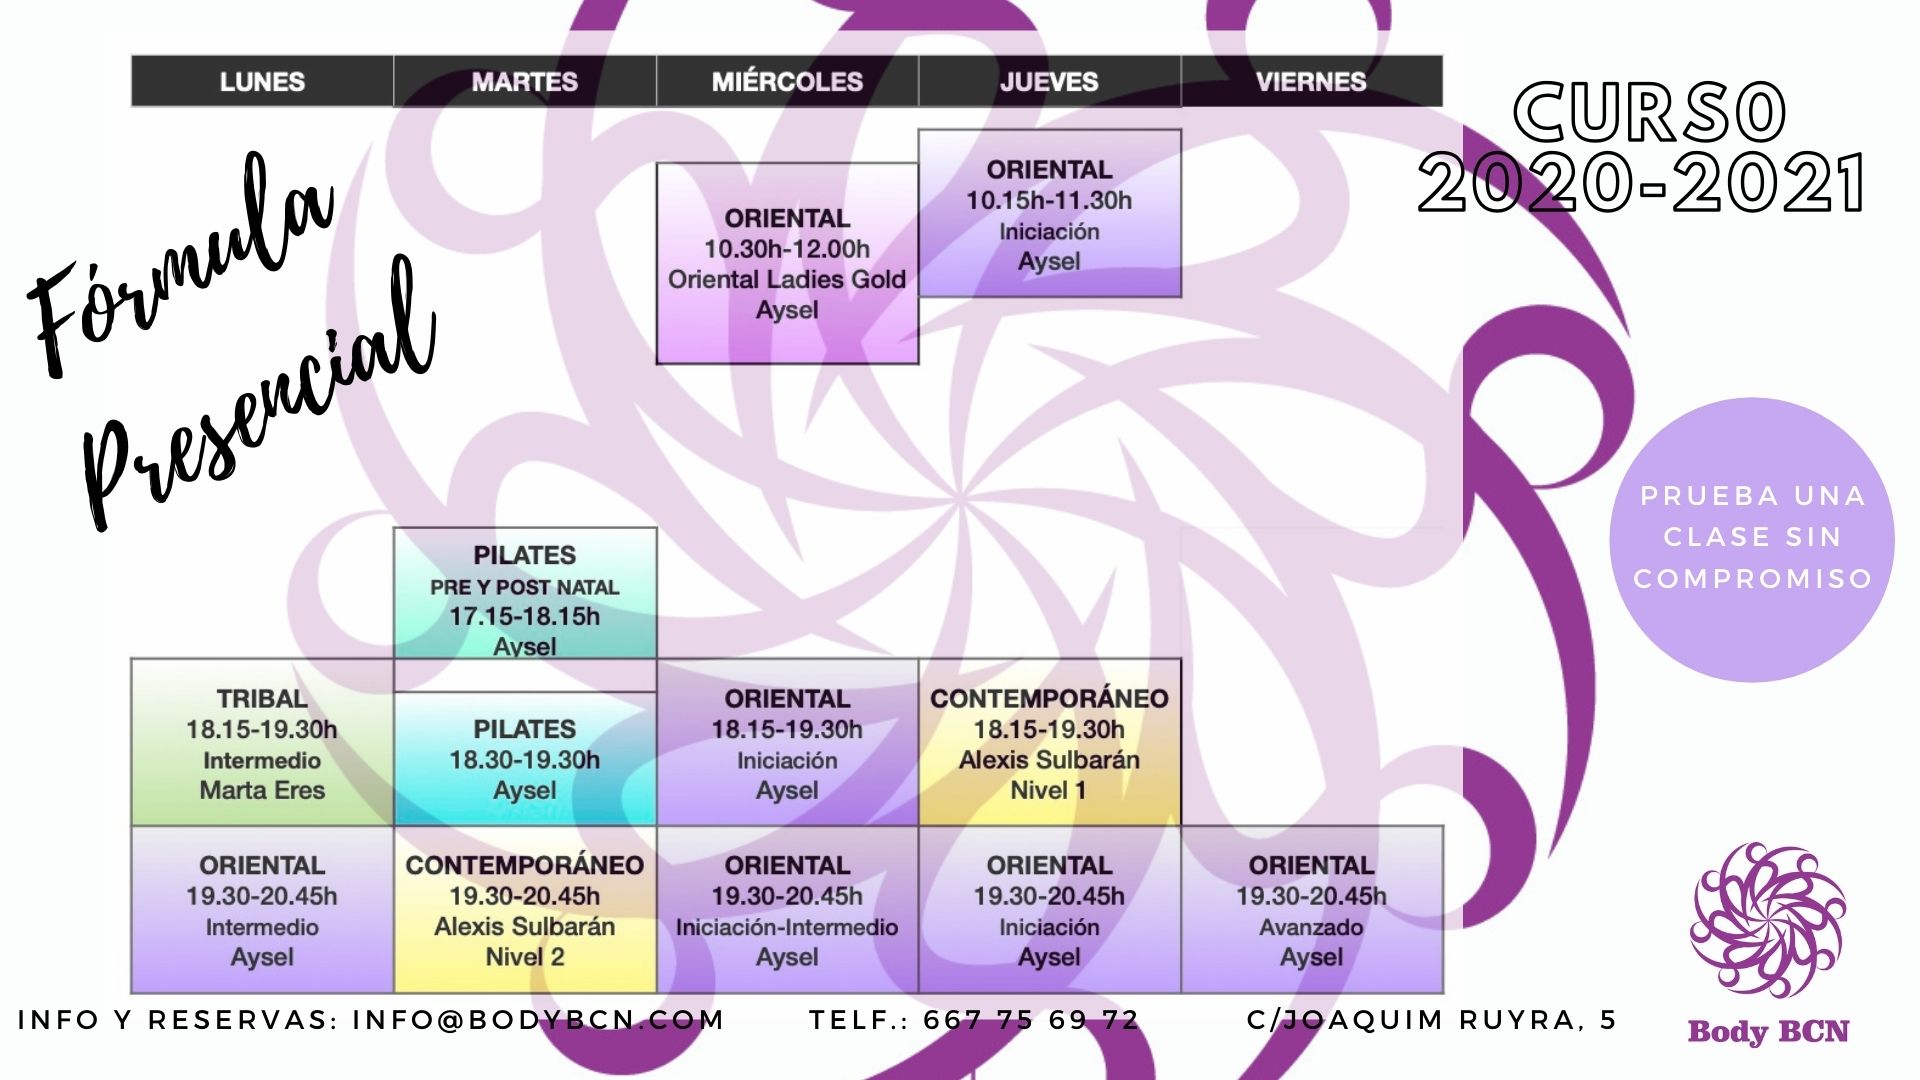 LUNES MARTES MIÉRCOLES JUEVES VIERNES
CURSO
2020-2021
Fórmula
Presencial
ORIENTAL
10.30h-12.00h
Oriental Ladies Gold
Aysel
ORIENTAL
10.15h-11.30h
Iniciación
Aysel
PRUEBA UNA
CLASE SIN
COMPROMISO
PILATES
PRE Y POST NATAL
17.15-18.15h
Aysel
TRIBAL
18.15-19.30h
Intermedio
Marta Eres
PILATES
18.30-19.30h
Aysel
ORIENTAL
18.15-19.30h
Iniciación
Aysel
CONTEMPORÁNEO
18.15-19.30h
Alexis Sulbarán
Nivel 1
ORIENTAL
19.30-20.45h
Intermedio
Aysel
CONTEMPORÁNEO
19.30-20.45h
Alexis Sulbarán
Nivel 2
ORIENTAL
19.30-20.45h
Iniciación-Intermedio
Aysel
ORIENTAL
19.30-20.45h
Iniciación
Aysel
ORIENTAL
19.30-20.45h
Avanzado
Aysel
INFO Y RESERVAS: INFO@BODYBCN.COM TELF.: 667 75 69 72 C/JOAQUIM RUYRA, 5
Body BCN